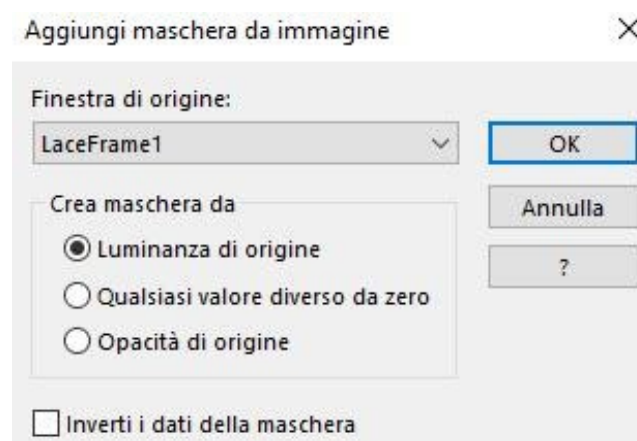 Aggiungi maschera da immagine
Finestra di origine:
LaceFrame1
OK
Crea maschera da
Annulla
Luminanza di origine
?
Qualsiasi valore diverso da zero
Opacità di origine
Inverti i dati della maschera